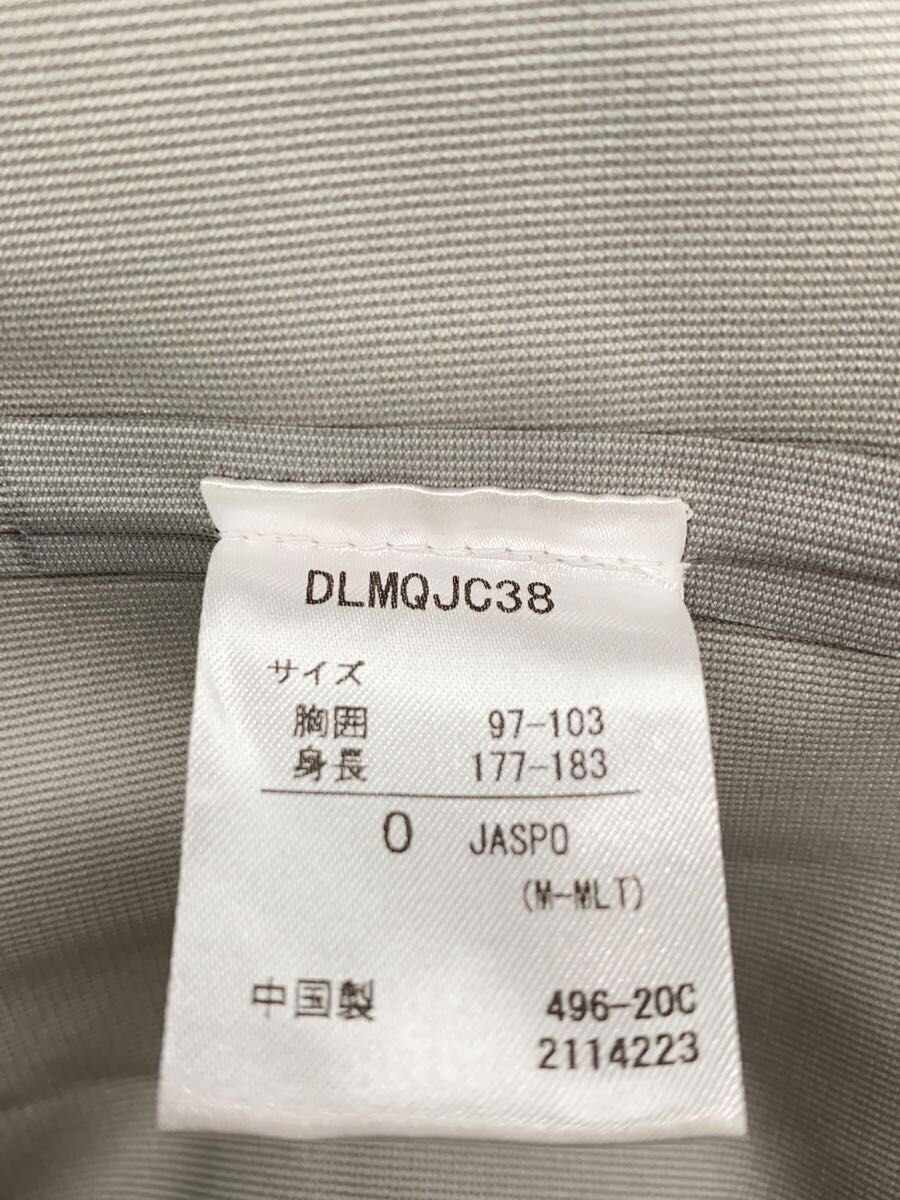 DLMQJC38
サイズ
胸囲 97-103
身長 177-183
O JASPO
(M-MLT)
中国製 496-20C
2114223